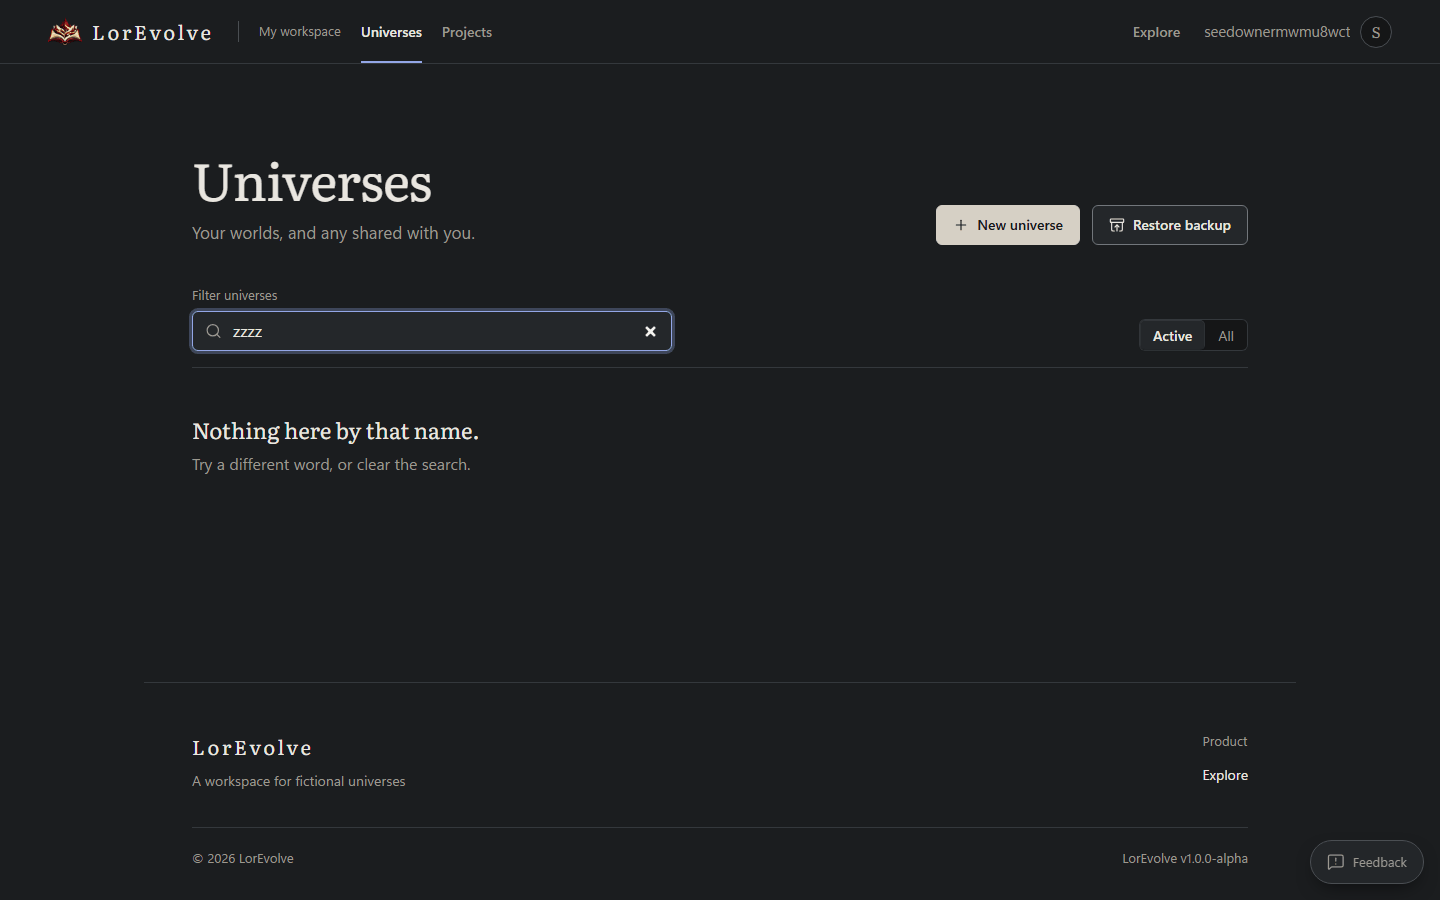 LorEvolve
My workspace
Universes
Projects
Explore
seedownermwmu8wct
S
Universes
Your worlds, and any shared with you.
New universe
Restore backup
Filter universes
zzzz
Active
All
Nothing here by that name.
Try a different word, or clear the search.
LorEvolve
A workspace for fictional universes
Product
Explore
© 2026 LorEvolve
LorEvolve v1.0.0-alpha
Feedback